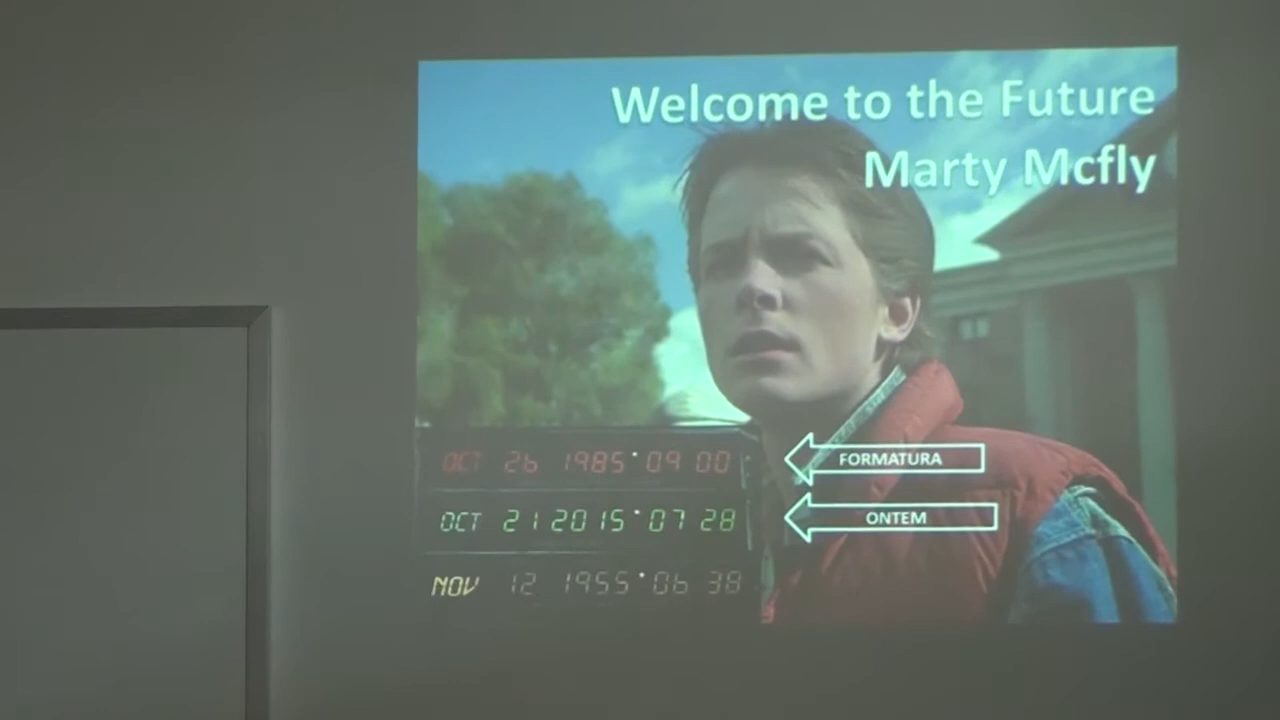 Welcome to the Future
Marty Mcfly
OCT 26 1985 09 00
FORMATURA
OCT 21 2015 07 28
ONTEM
NOV 12 1955 06 38